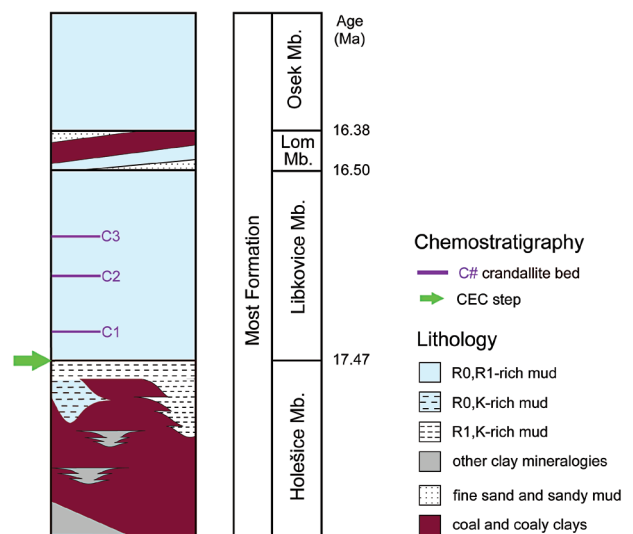 Age
(Ma)
Osek Mb.
16.38
Lom
Mb.
16.50
C3
C2
C1
Most Formation
Libkovice Mb.
17.47
Holešice Mb.
Chemostratigraphy
C# crandallite bed
CEC step
Lithology
R0,R1-rich mud
R0,K-rich mud
R1,K-rich mud
other clay mineralogies
fine sand and sandy mud
coal and coaly clays